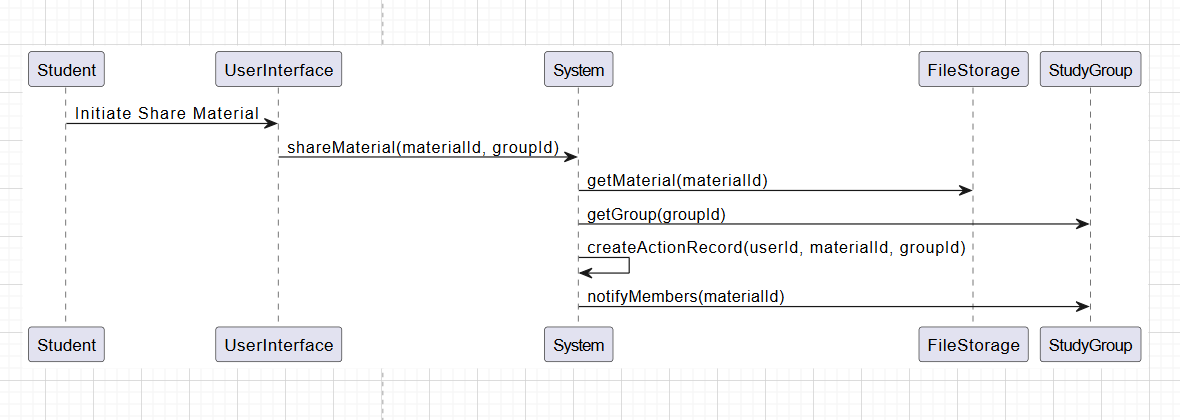 Student UserInterface System FileStorage StudyGroup
Initiate Share Material
shareMaterial(materialId, groupId)
getMaterial(materialId)
getGroup(groupId)
createActionRecord(userId, materialId, groupId)
notifyMembers(materialId)
Student UserInterface System FileStorage StudyGroup